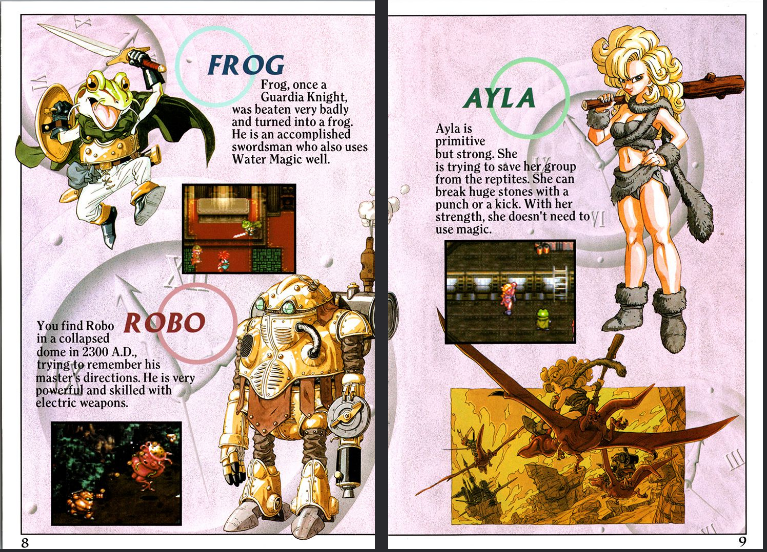 FROG
Frog, once a
Guardia Knight,
was beaten very badly
and turned into a frog.
He is an accomplished
swordsman who also uses
Water Magic well.
ROBO
You find Robo
in a collapsed
dome in 2300 A.D.,
trying to remember his
master's directions. He is very
powerful and skilled with
electric weapons.
8
AYLA
Ayla is
primitive
but strong. She
is trying to save her group
from the reptites. She can
break huge stones with a
punch or a kick. With her
strength, she doesn't need to
use magic.
VI
III
9